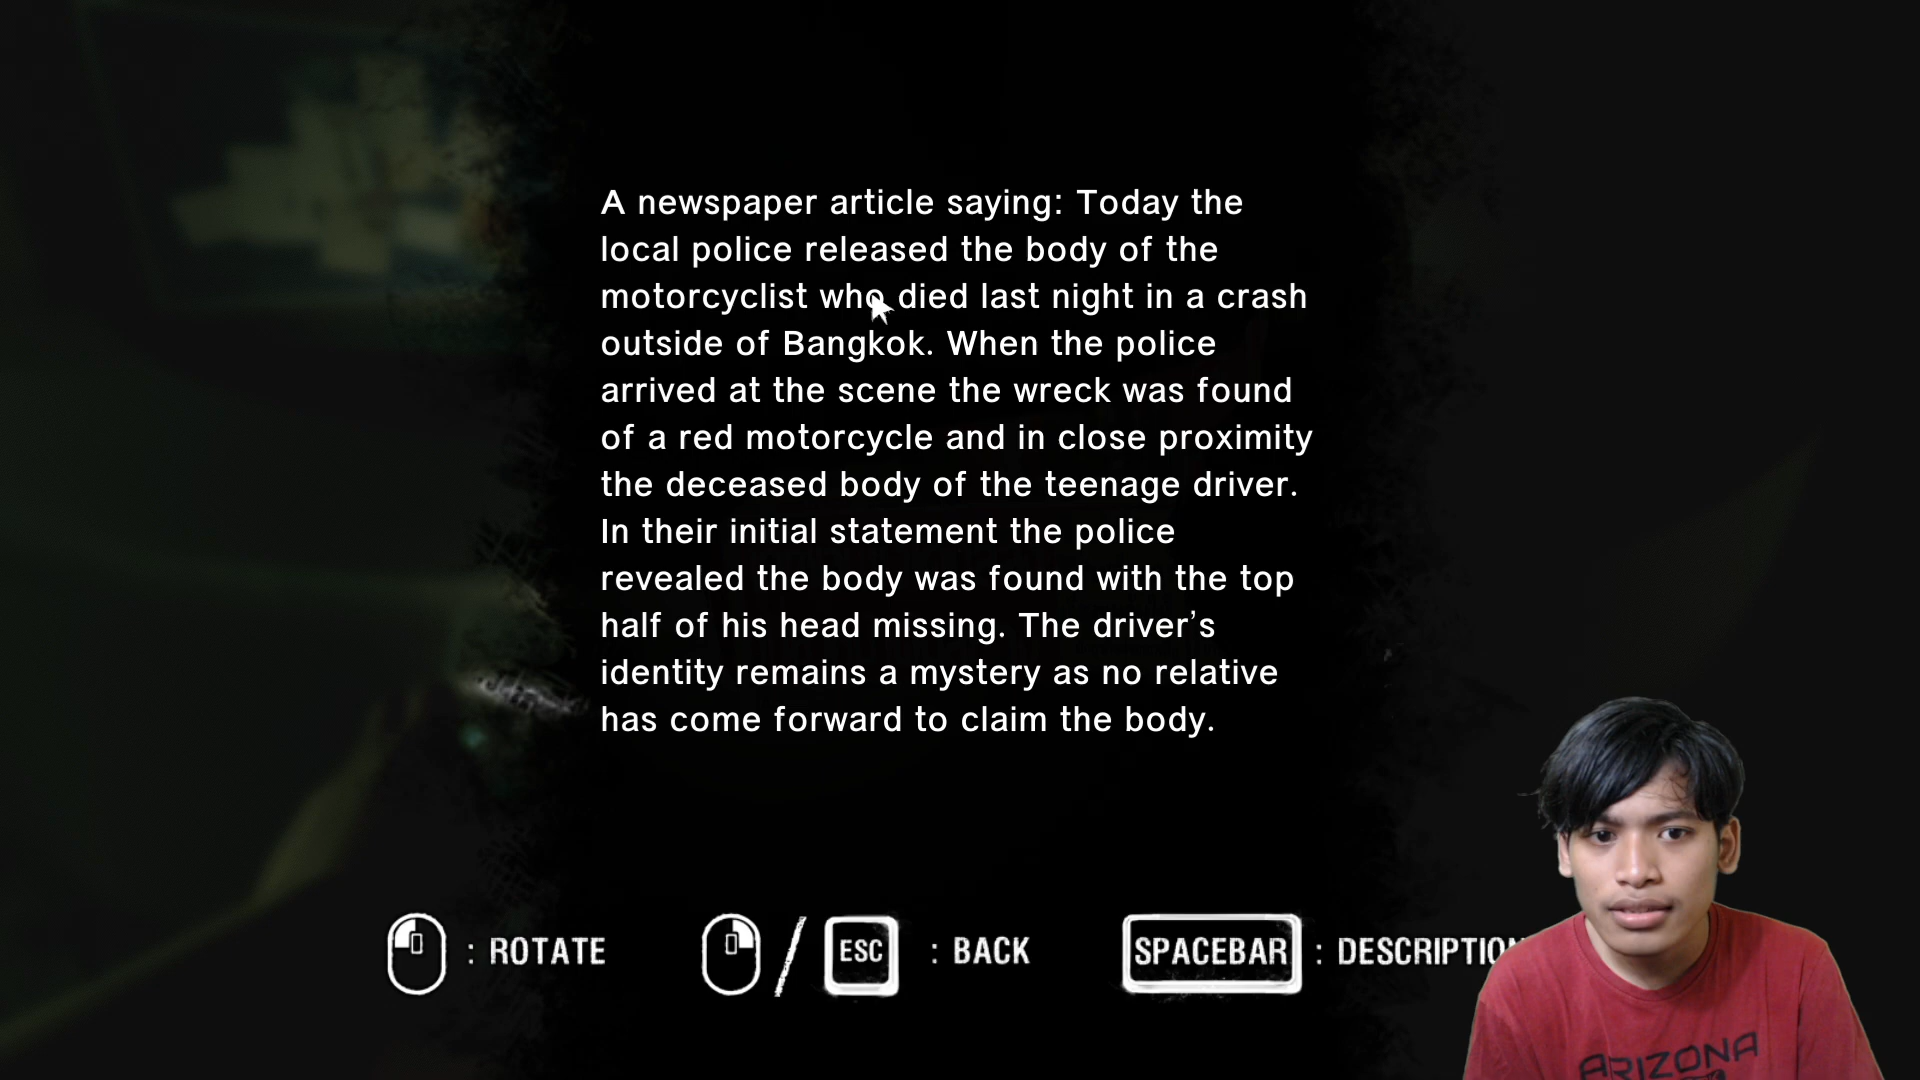 A newspaper article saying: Today the
local police released the body of the
motorcyclist who died last night in a crash
outside of Bangkok. When the police
arrived at the scene the wreck was found
of a red motorcycle and in close proximity
the deceased body of the teenage driver.
In their initial statement the police
revealed the body was found with the top
half of his head missing. The driver's
identity remains a mystery as no relative
has come forward to claim the body.
: ROTATE
/ ESC : BACK
SPACEBAR : DESCRIPTION
ARIZONA